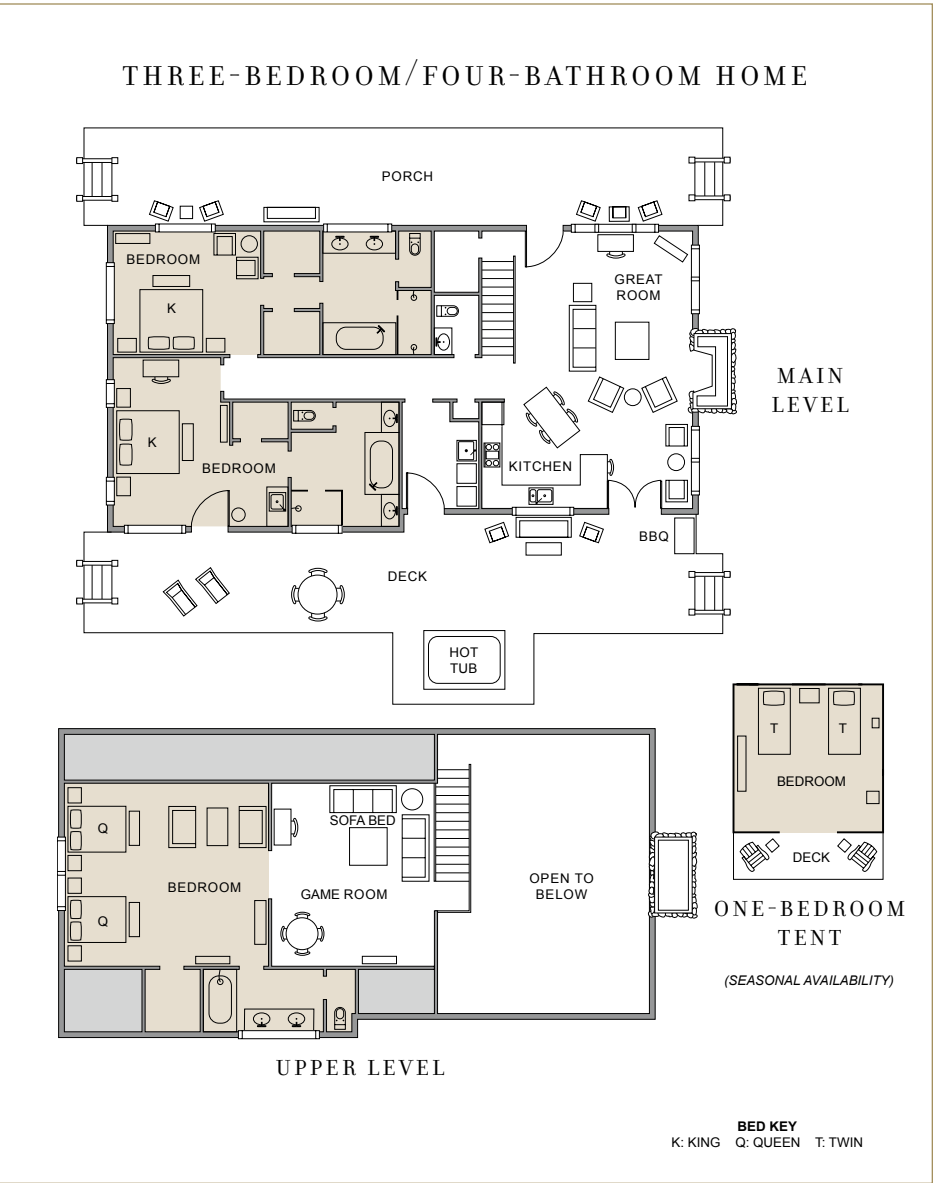 THREE-BEDROOM/FOUR-BATHROOM HOME
PORCH
BEDROOM
K
GREAT
ROOM
MAIN
LEVEL
K
BEDROOM
KITCHEN
BBQ
DECK
HOT
TUB
T
T
BEDROOM
DECK
ONE-BEDROOM
TENT
(SEASONAL AVAILABILITY)
SOFA BED
Q
BEDROOM
GAME ROOM
OPEN TO
BELOW
Q
UPPER LEVEL
BED KEY
K: KING Q: QUEEN T: TWIN